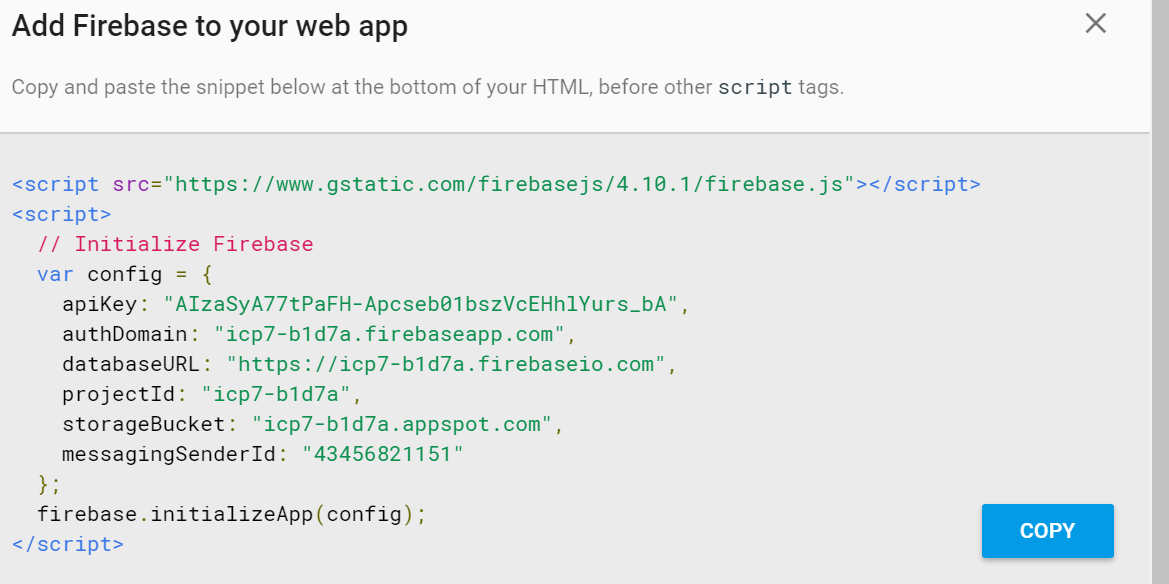 Add Firebase to your web app
Copy and paste the snippet below at the bottom of your HTML, before other script tags.
<script src="https://www.gstatic.com/firebasejs/4.10.1/firebase.js"></script>
<script>
  // Initialize Firebase
  var config = {
    apiKey: "AIzaSyA77tPaFH-Apcseb01bszVcEHhlYurs_bA",
    authDomain: "icp7-b1d7a.firebaseapp.com",
    databaseURL: "https://icp7-b1d7a.firebaseio.com",
    projectId: "icp7-b1d7a",
    storageBucket: "icp7-b1d7a.appspot.com",
    messagingSenderId: "43456821151"
  };
  firebase.initializeApp(config);
</script>
COPY